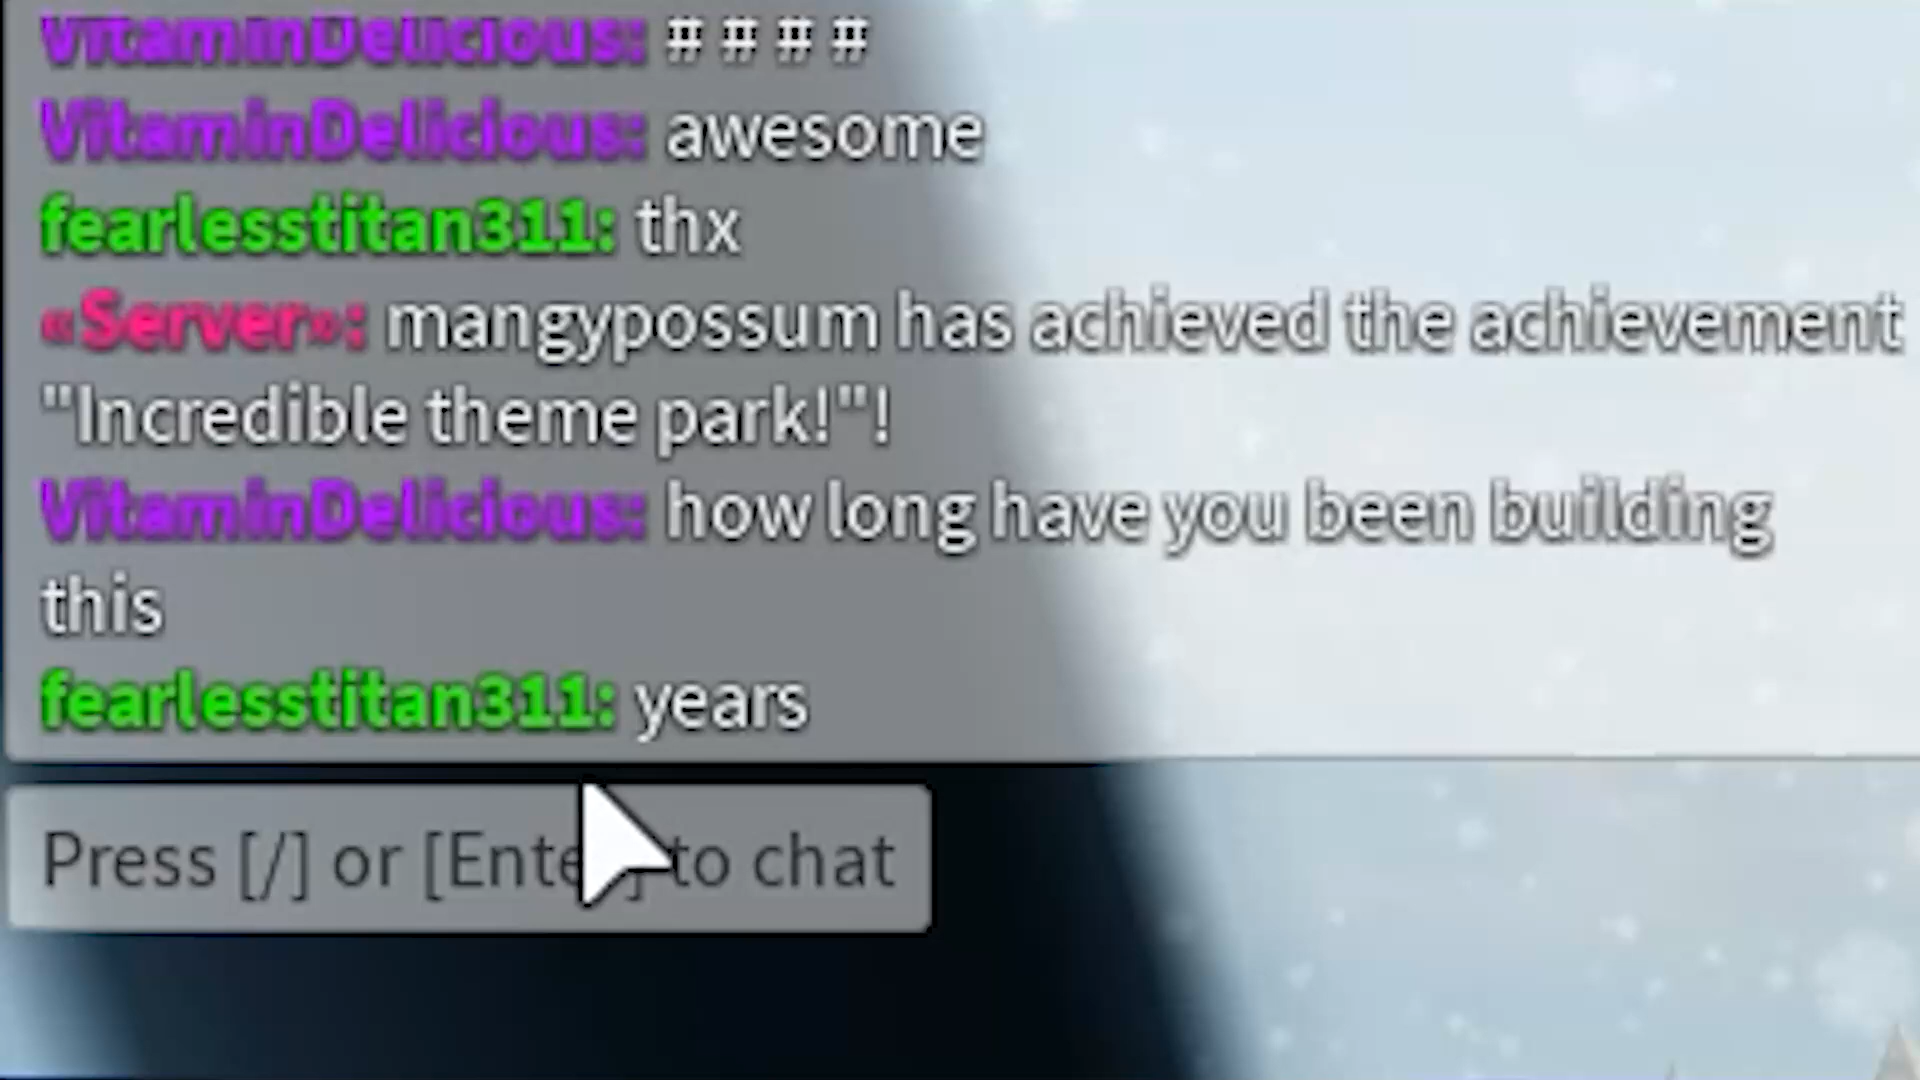 VitaminDelicious: # # # #
VitaminDelicious: awesome
fearlesstitan311: thx
«Server»: mangypossum has achieved the achievement
"Incredible theme park!"!
VitaminDelicious: how long have you been building
this
fearlesstitan311: years
Press [/] or [Enter] to chat